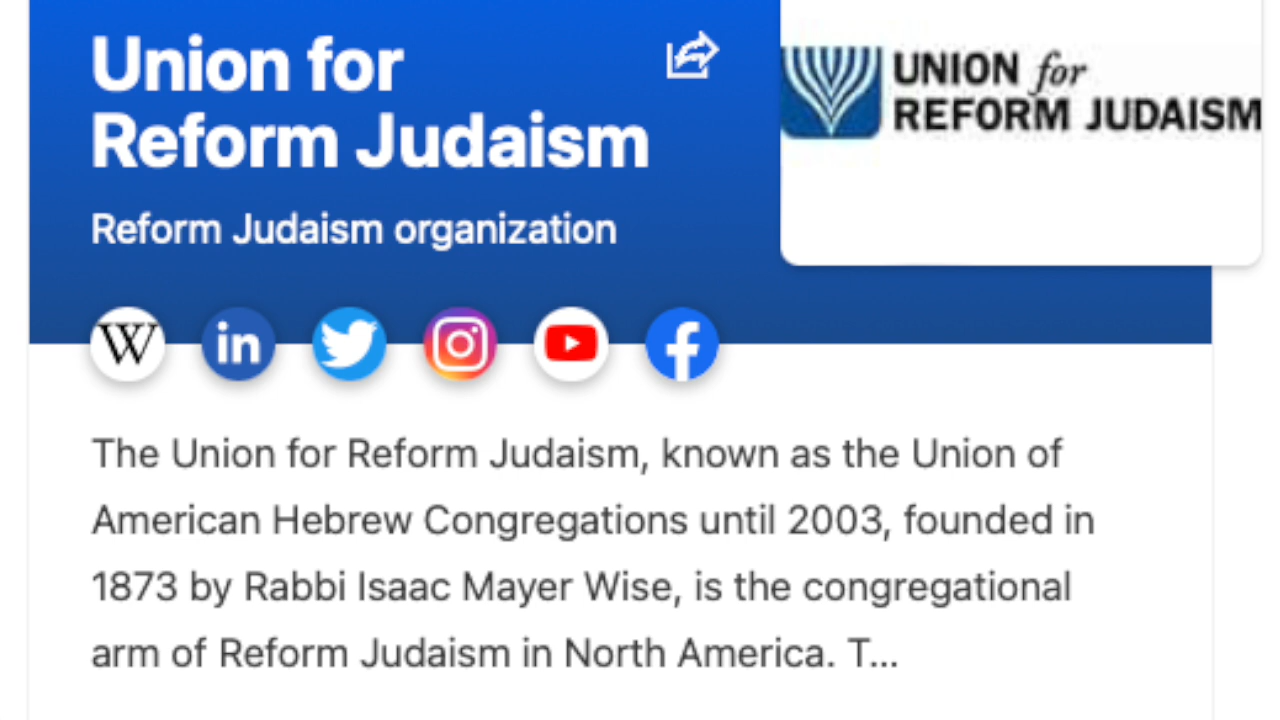 Union for
Reform Judaism
Reform Judaism organization
UNION for
REFORM JUDAISM
W
in
f
The Union for Reform Judaism, known as the Union of
American Hebrew Congregations until 2003, founded in
1873 by Rabbi Isaac Mayer Wise, is the congregational
arm of Reform Judaism in North America. T...